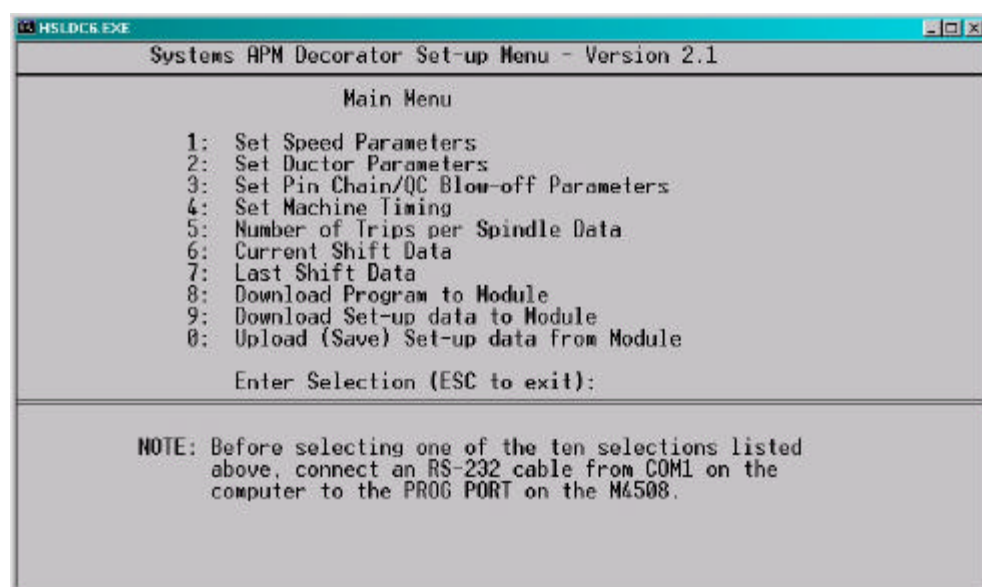 HSLDC6.EXE
Systems APM Decorator Set-up Menu - Version 2.1
Main Menu
1: Set Speed Parameters
2: Set Ductor Parameters
3: Set Pin Chain/QC Blow-off Parameters
4: Set Machine Timing
5: Number of Trips per Spindle Data
6: Current Shift Data
7: Last Shift Data
8: Download Program to Module
9: Download Set-up data to Module
0: Upload (Save) Set-up data from Module
Enter Selection (ESC to exit):
NOTE: Before selecting one of the ten selections listed
above, connect an RS-232 cable from COM1 on the
computer to the PROG PORT on the M4508.